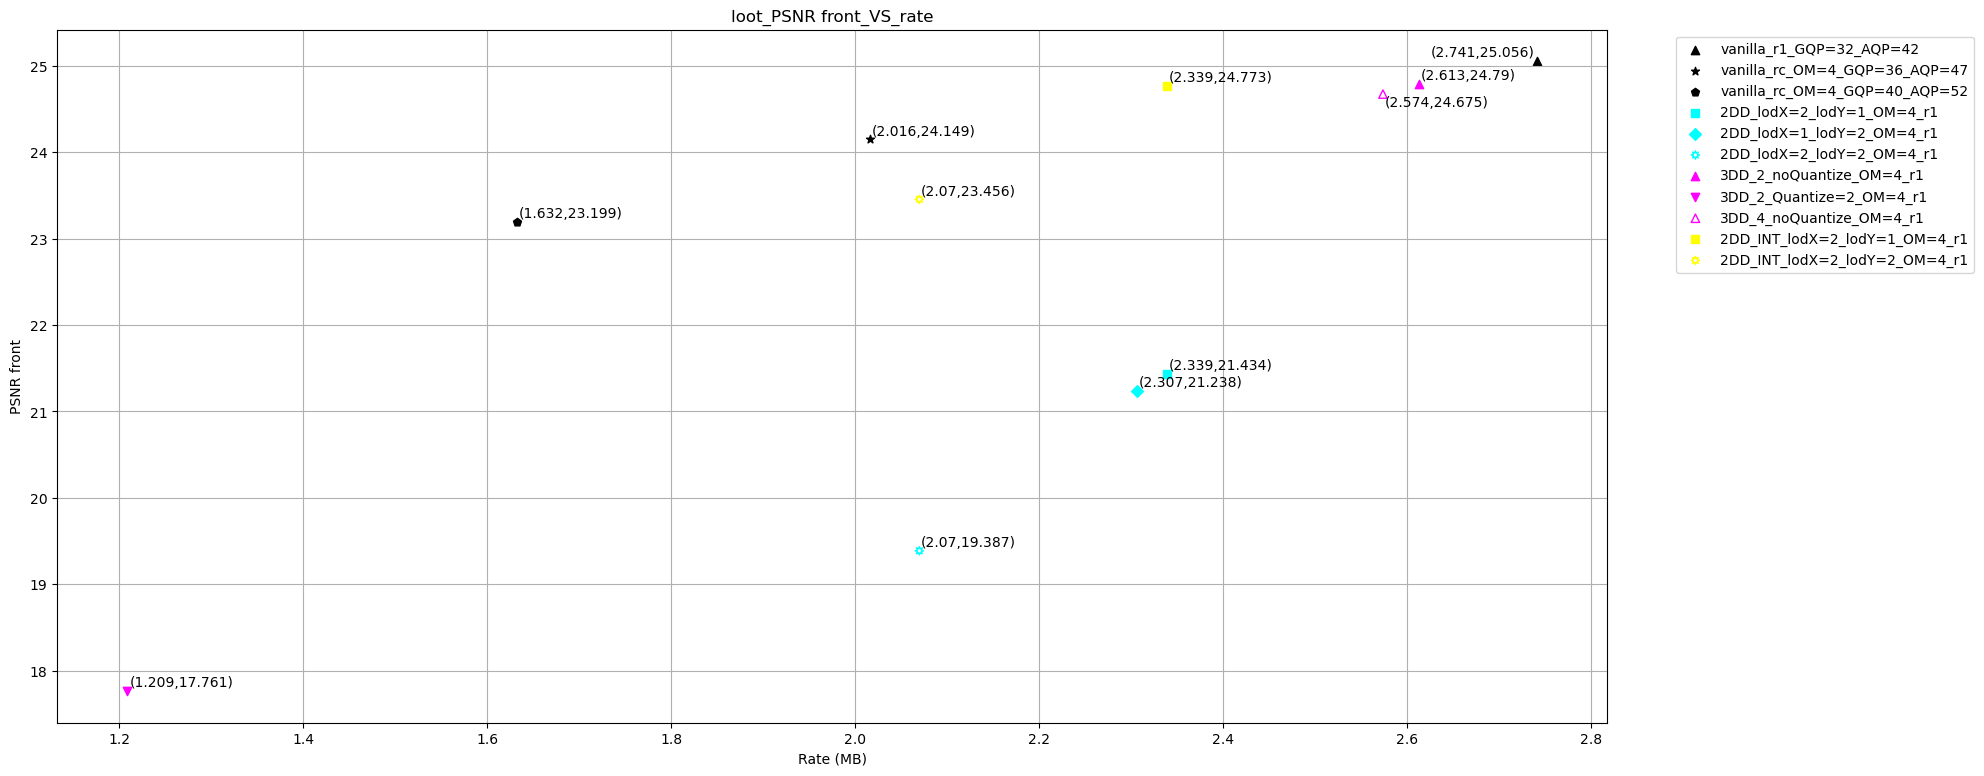 loot_PSNR front_VS_rate
(2.741,25.056)
(2.613,24.79)
(2.339,24.773)
(2.574,24.675)
(2.016,24.149)
(2.07,23.456)
(1.632,23.199)
(2.339,21.434)
(2.307,21.238)
(2.07,19.387)
(1.209,17.761)
25
24
23
22
21
20
19
18
PSNR front
1.2 1.4 1.6 1.8 2.0 2.2 2.4 2.6 2.8
Rate (MB)
vanilla_r1_GQP=32_AQP=42
vanilla_rc_OM=4_GQP=36_AQP=47
vanilla_rc_OM=4_GQP=40_AQP=52
2DD_lodX=2_lodY=1_OM=4_r1
2DD_lodX=1_lodY=2_OM=4_r1
2DD_lodX=2_lodY=2_OM=4_r1
3DD_2_noQuantize_OM=4_r1
3DD_2_Quantize=2_OM=4_r1
3DD_4_noQuantize_OM=4_r1
2DD_INT_lodX=2_lodY=1_OM=4_r1
2DD_INT_lodX=2_lodY=2_OM=4_r1